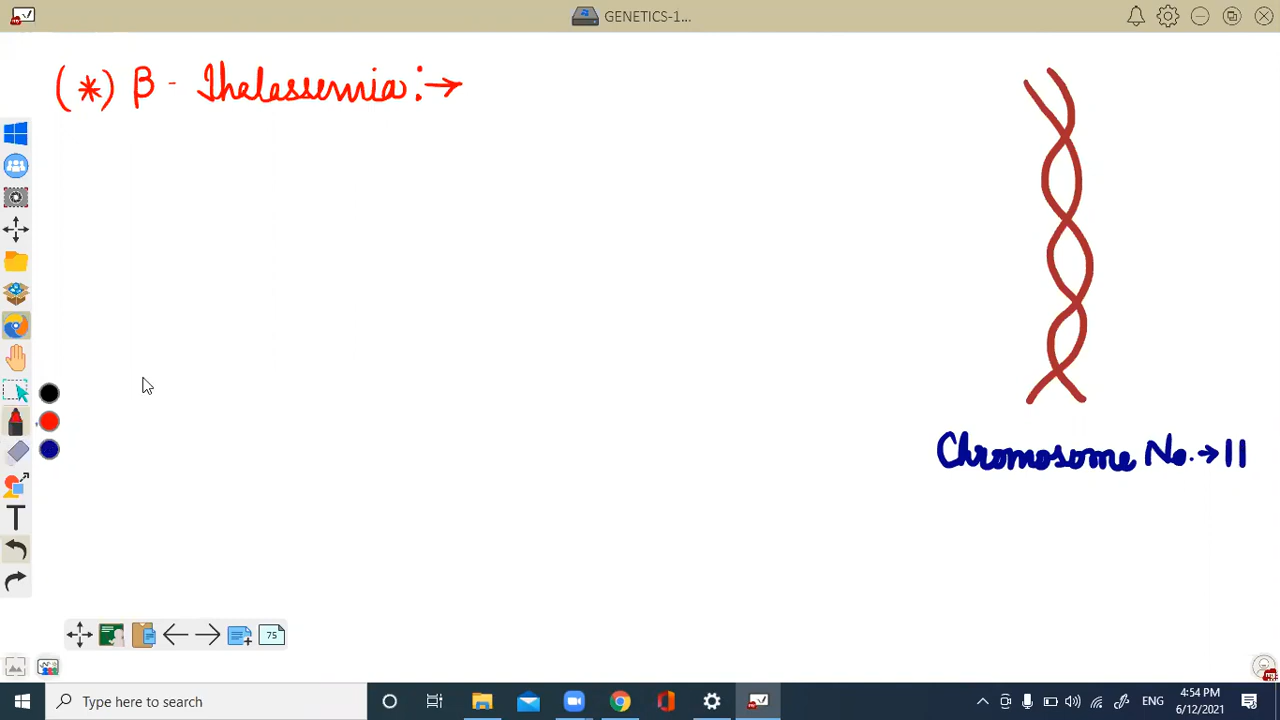 GENETICS-1...
(*) β - Thalassemia :→
Chromosome No. → 11
T
75
Type here to search
ENG
4:54 PM
6/12/2021